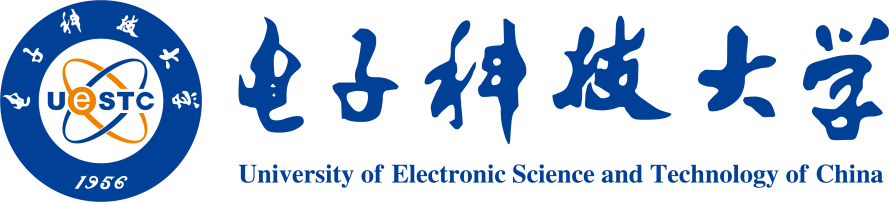 电子科技大学
UeSTC
1956
电子科技大学
University of Electronic Science and Technology of China